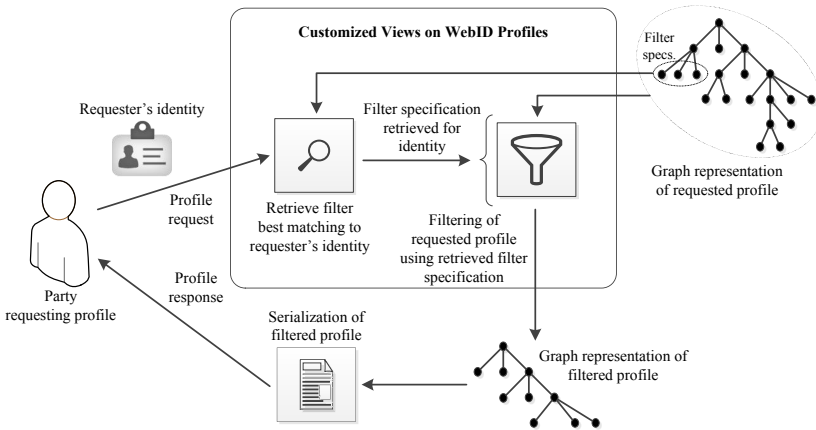 Customized Views on WebID Profiles
Filter
specs.
Requester's identity
Filter specification
retrieved for
identity
Graph representation
of requested profile
Profile
request
Retrieve filter
best matching to
requester's identity
Filtering of
requested profile
using retrieved filter
specification
Party
requesting profile
Profile
response
Serialization of
filtered profile
Graph representation of
filtered profile